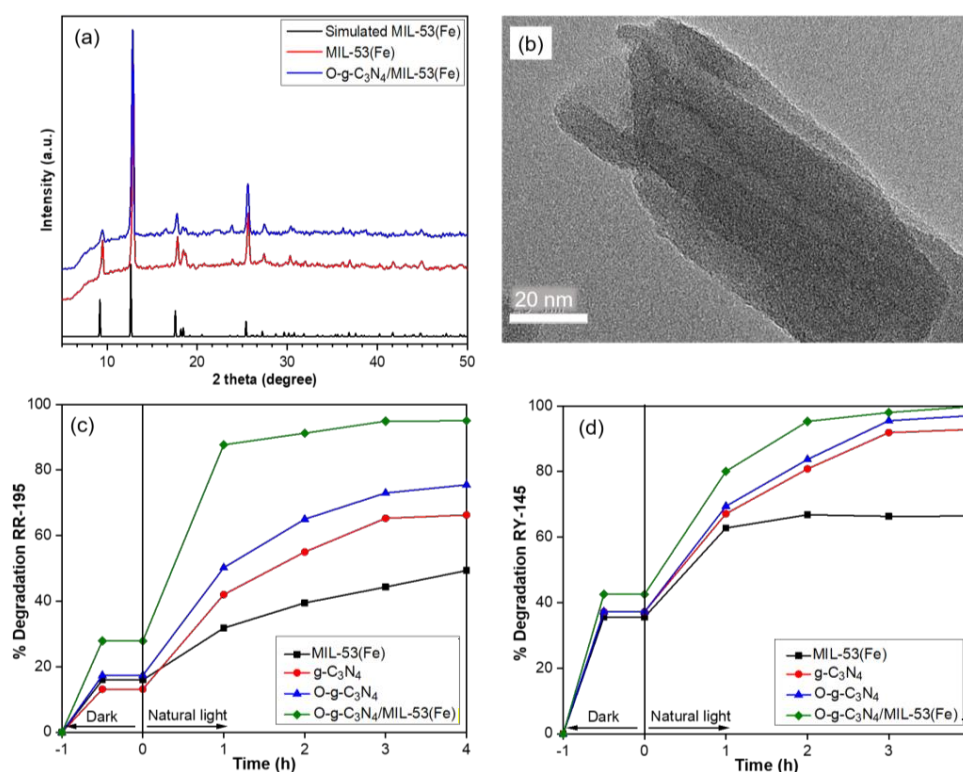 (a)
Simulated MIL-53(Fe)
MIL-53(Fe)
O-g-C₃N₄/MIL-53(Fe)
Intensity (a.u.)
10 20 30 40 50
2 theta (degree)
(b)
20 nm
(c)
% Degradation RR-195
100
80
60
40
20
0
MIL-53(Fe)
g-C₃N₄
O-g-C₃N₄
O-g-C₃N₄/MIL-53(Fe)
Dark
Natural light
-1 0 1 2 3 4
Time (h)
(d)
% Degradation RY-145
100
80
60
40
20
0
MIL-53(Fe)
g-C₃N₄
O-g-C₃N₄
O-g-C₃N₄/MIL-53(Fe)
Dark
Natural light
-1 0 1 2 3
Time (h)